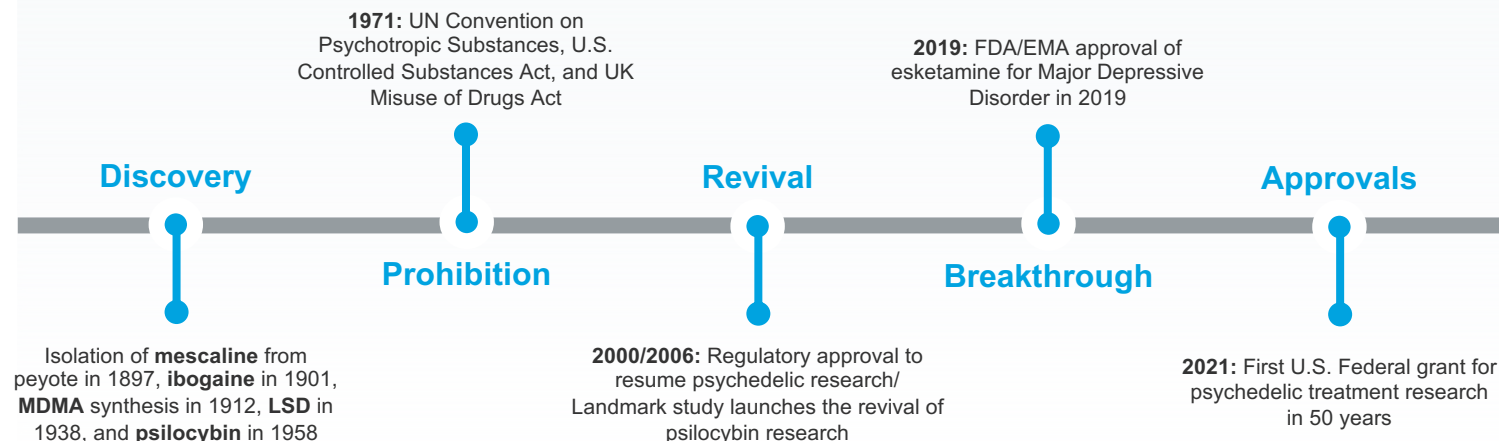 1971: UN Convention on
Psychotropic Substances, U.S.
Controlled Substances Act, and UK
Misuse of Drugs Act
2019: FDA/EMA approval of
esketamine for Major Depressive
Disorder in 2019
Discovery
Revival
Approvals
Prohibition
Breakthrough
Isolation of mescaline from
peyote in 1897, ibogaine in 1901,
MDMA synthesis in 1912, LSD in
1938, and psilocybin in 1958
2000/2006: Regulatory approval to
resume psychedelic research/
Landmark study launches the revival of
psilocybin research
2021: First U.S. Federal grant for
psychedelic treatment research
in 50 years